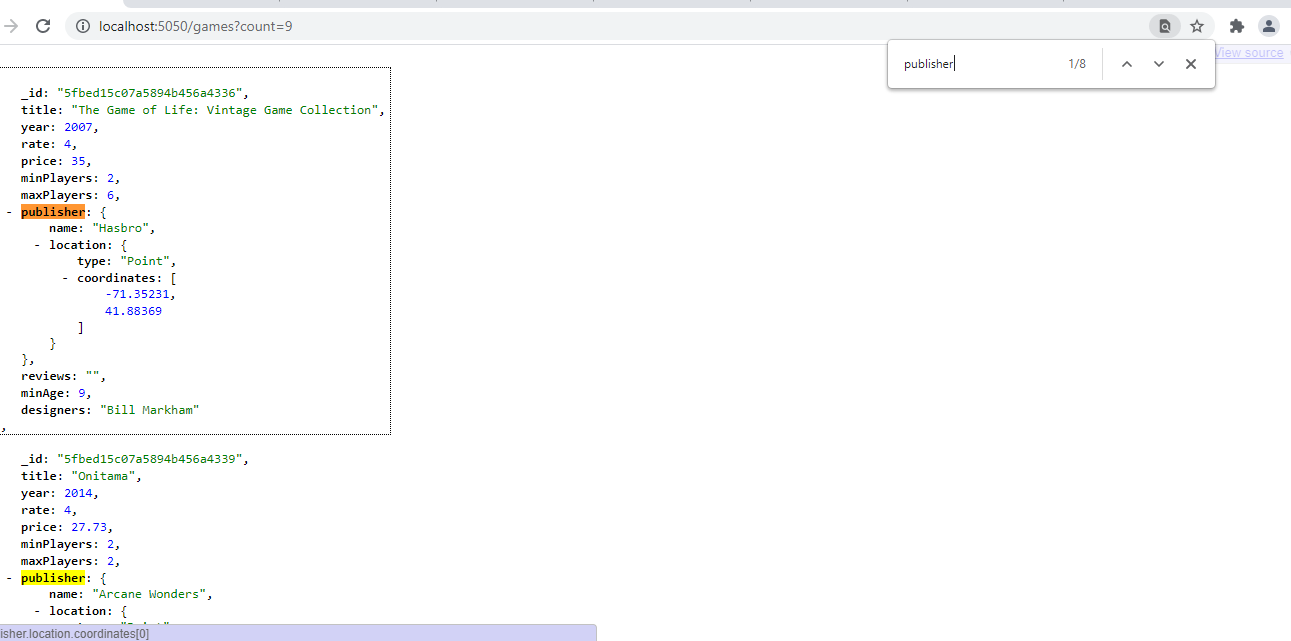 localhost:5050/games?count=9
publisher 1/8
View source
_id: "5fbed15c07a5894b456a4336",
title: "The Game of Life: Vintage Game Collection",
year: 2007,
rate: 4,
price: 35,
minPlayers: 2,
maxPlayers: 6,
- publisher: {
name: "Hasbro",
- location: {
type: "Point",
- coordinates: [
-71.35231,
41.88369
]
}
},
reviews: "",
minAge: 9,
designers: "Bill Markham"
,
_id: "5fbed15c07a5894b456a4339",
title: "Onitama",
year: 2014,
rate: 4,
price: 27.73,
minPlayers: 2,
maxPlayers: 2,
- publisher: {
name: "Arcane Wonders",
- location: {
isher.location.coordinates[0]